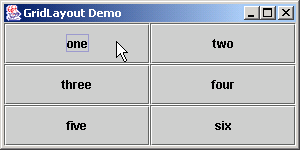 GridLayout Demo
one two
three four
five six